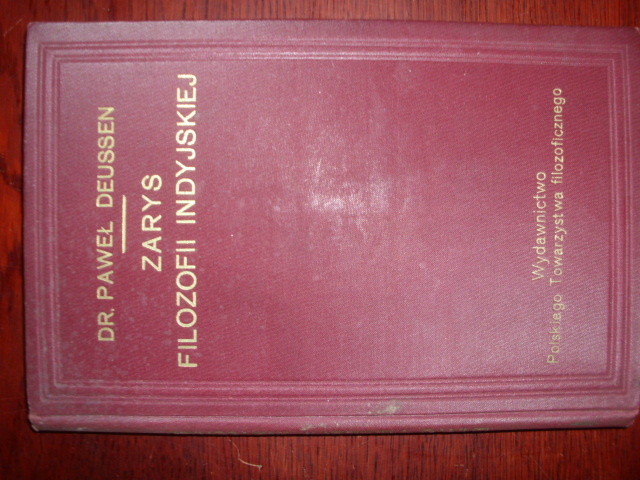 DR. PAWEŁ DEUSSEN
ZARYS
FILOZOFII INDYJSKIEJ
Wydawnictwo
Polskiego Towarzystwa filozoficznego